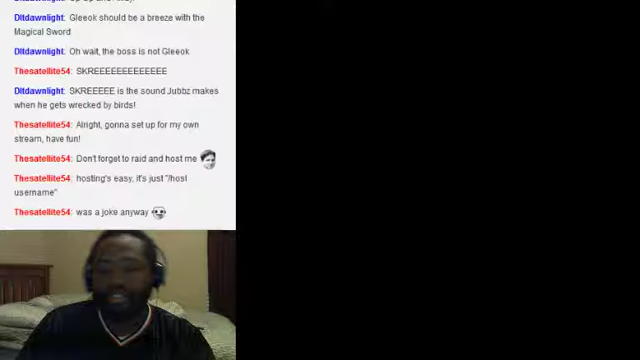 Dltdawnlight: Gleeok should be a breeze with the
Magical Sword
Dltdawnlight: Oh wait, the boss is not Gleeok
Thesatellite54: SKREEEEEEEEEEEEE
Dltdawnlight: SKREEEEE is the sound Jubbz makes
when he gets wrecked by birds!
Thesatellite54: Alright, gonna set up for my own
stream, have fun!
Thesatellite54: Don't forget to raid and host me
Thesatellite54: hosting's easy, it's just "/host
username"
Thesatellite54: was a joke anyway